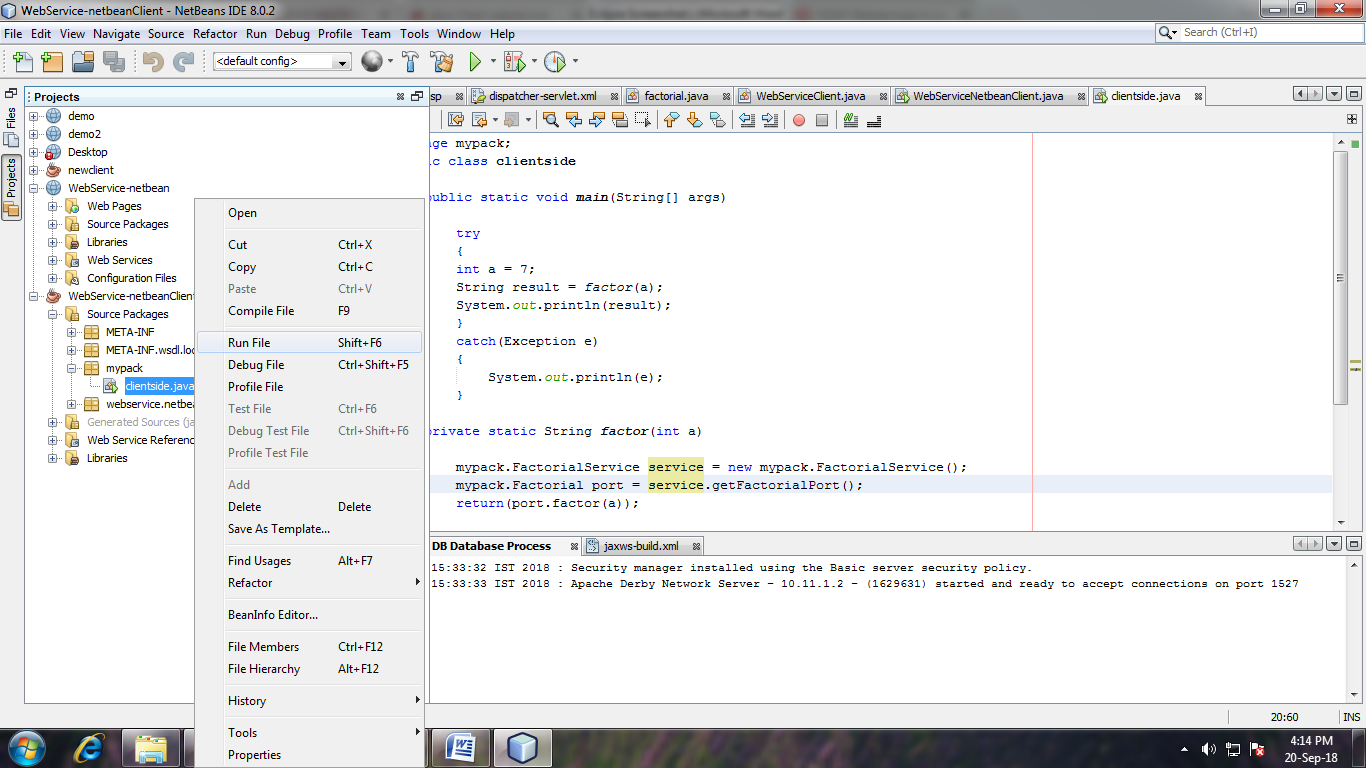 WebService-netbeanClient - NetBeans IDE 8.0.2
File Edit View Navigate Source Refactor Run Debug Profile Team Tools Window Help
Search (Ctrl+I)
<default config>
Files
Projects
Projects
demo
demo2
Desktop
newclient
WebService-netbean
Web Pages
Source Packages
Libraries
Web Services
Configuration Files
WebService-netbeanClient
Source Packages
META-INF
META-INF.wsdl.loc
mypack
clientside.java
webservice.netbea
Generated Sources (ja
Web Service Referenc
Libraries
Open
Cut Ctrl+X
Copy Ctrl+C
Paste Ctrl+V
Compile File F9
Run File Shift+F6
Debug File Ctrl+Shift+F5
Profile File
Test File Ctrl+F6
Debug Test File Ctrl+Shift+F6
Profile Test File
Add
Delete Delete
Save As Template...
Find Usages Alt+F7
Refactor
BeanInfo Editor...
File Members Ctrl+F12
File Hierarchy Alt+F12
History
Tools
Properties
sp dispatcher-servlet.xml factorial.java WebServiceClient.java WebServiceNetbeanClient.java clientside.java
ge mypack;
c class clientside
ublic static void main(String[] args)
try
{
int a = 7;
String result = factor(a);
System.out.println(result);
}
catch(Exception e)
{
System.out.println(e);
}
rivate static String factor(int a)
mypack.FactorialService service = new mypack.FactorialService();
mypack.Factorial port = service.getFactorialPort();
return(port.factor(a));
DB Database Process jaxws-build.xml
15:33:32 IST 2018 : Security manager installed using the Basic server security policy.
15:33:33 IST 2018 : Apache Derby Network Server - 10.11.1.2 - (1629631) started and ready to accept connections on port 1527
20:60 INS
4:14 PM
20-Sep-18